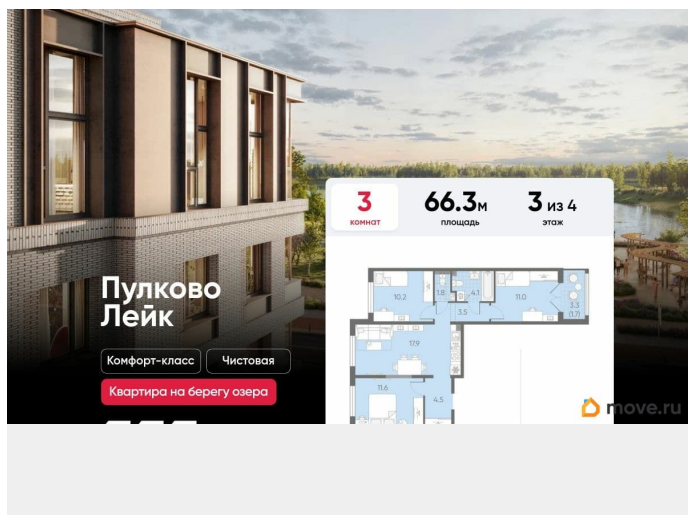 3
комнат
66.3м
площадь
3 из 4
этаж
Пулково
Лейк
Комфорт-класс
Чистовая
Квартира на берегу озера
10.2
1.8
4.1
11.0
3.3
(1.7)
3.5
17.9
11.6
4.5
move.ru